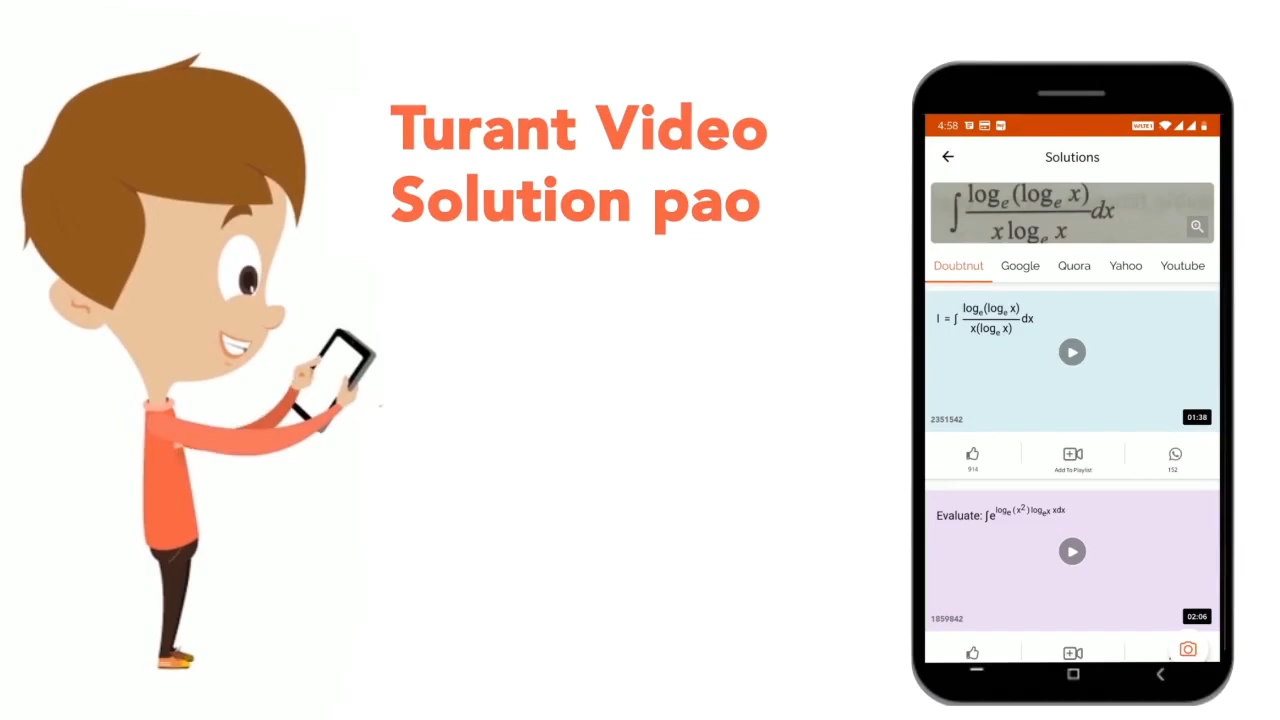 Turant Video
Solution pao
4:58
VoLTE1
Solutions
∫ logₑ(logₑ x) / x logₑ x dx
Doubtnut Google Quora Yahoo Youtube
I = ∫ logₑ(logₑ x) / x(logₑ x) dx
2351542 01:38
914 Add To Playlist 152
Evaluate: ∫e^logₑ(x²)logₑx xdx
1859842 02:06